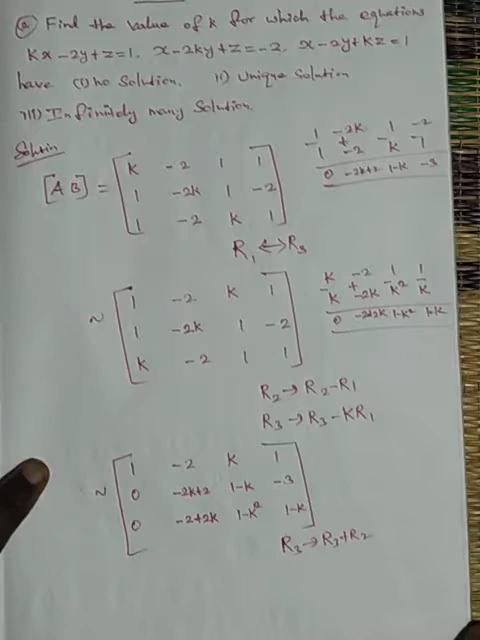 ⓐ Find the value of k for which the equations
Kx - 2y + z = 1, x - 2ky + z = -2, x - 2y + Kz = 1
have (i) no solution. ii) Unique solution
iii) Infinitely many solution.
Solution
[A B] = [K -2 1 1
1 -2K 1 -2
1 -2 K 1]
1 -2K 1 -2
- 1 + -2 - K - 1
0 -2K+2 1-K -3
R₁ ↔ R₃
~ [1 -2 K 1
1 -2K 1 -2
K -2 1 1]
K -2 1 1
- K + -2K - K² - K
0 -2+2K 1-K² 1-K
R₂ → R₂ - R₁
R₃ → R₃ - KR₁
~ [1 -2 K 1
0 -2K+2 1-K -3
0 -2+2K 1-K² 1-K]
R₃ → R₃ + R₂